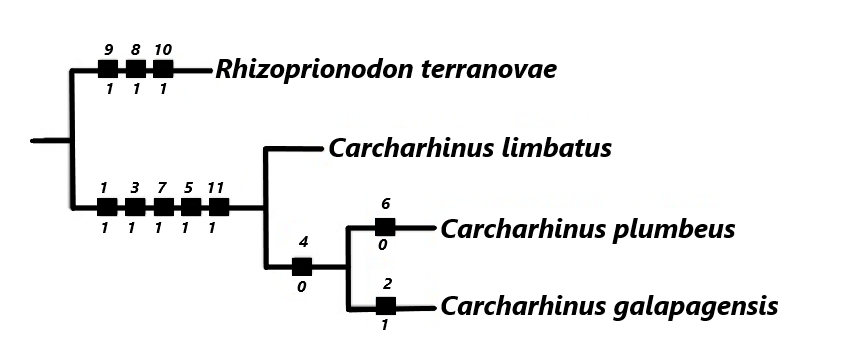 9 8 10
Rhizoprionodon terranovae
1 1 1
Carcharhinus limbatus
1 3 7 5 11
1 1 1 1 1
6
Carcharhinus plumbeus
0
4
0
2
Carcharhinus galapagensis
1